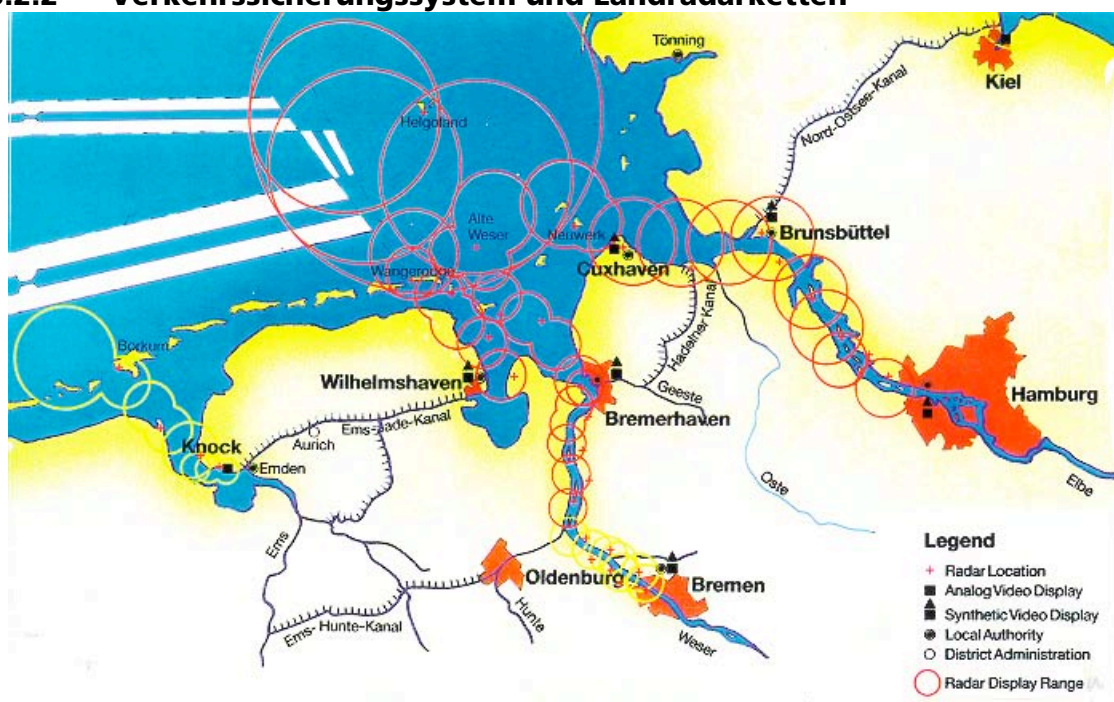 Verkehrssicherungssystem und Landradarketten
Tönning
Kiel
Nord-Ostsee-Kanal
Helgoland
Alte
Weser
Neuwerk
Brunsbüttel
Cuxhaven
Wangerooge
Hadelner Kanal
Borkum
Wilhelmshaven
Geeste
Hamburg
Bremerhaven
Ems-Jade-Kanal
Aurich
Knock
Emden
Oste
Elbe
Ems
Oldenburg
Bremen
Hunte
Ems-Hunte-Kanal
Weser
Legend
Radar Location
Analog Video Display
Synthetic Video Display
Local Authority
District Administration
Radar Display Range